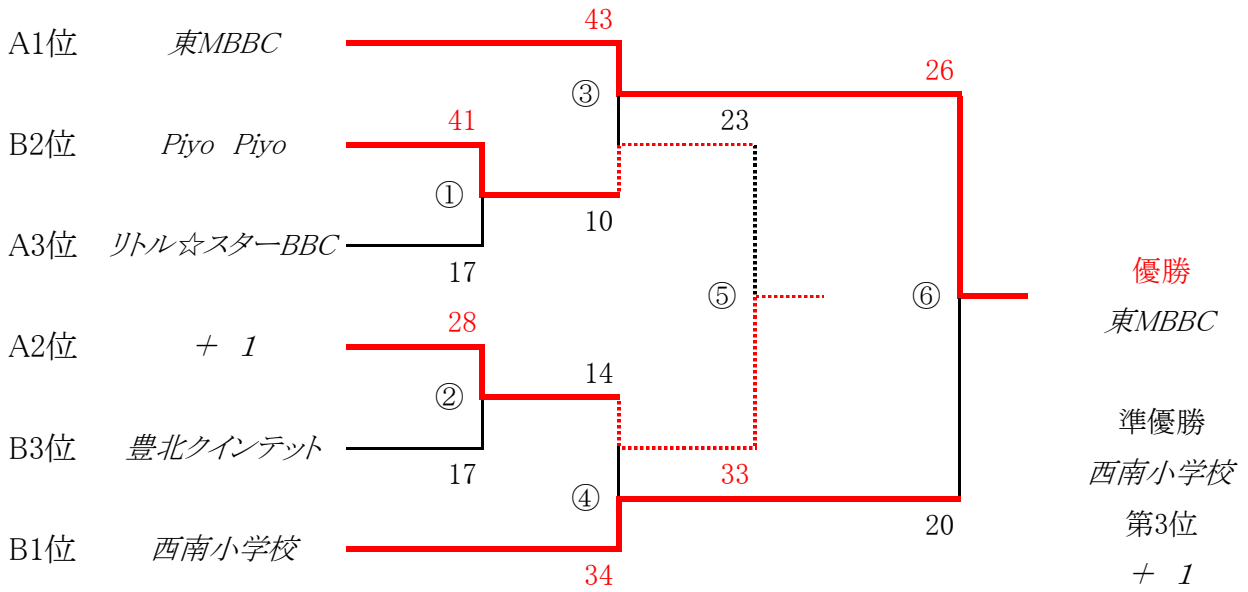 43
A1位 東MBBC
26
③
41
23
B2位 Piyo Piyo
①
10
A3位 リトル☆スターBBC
17
優勝
⑤
⑥
28
東MBBC
A2位 + 1
14
②
準優勝
B3位 豊北クインテット
17
33
西南小学校
④
20
第3位
B1位 西南小学校
34
+ 1